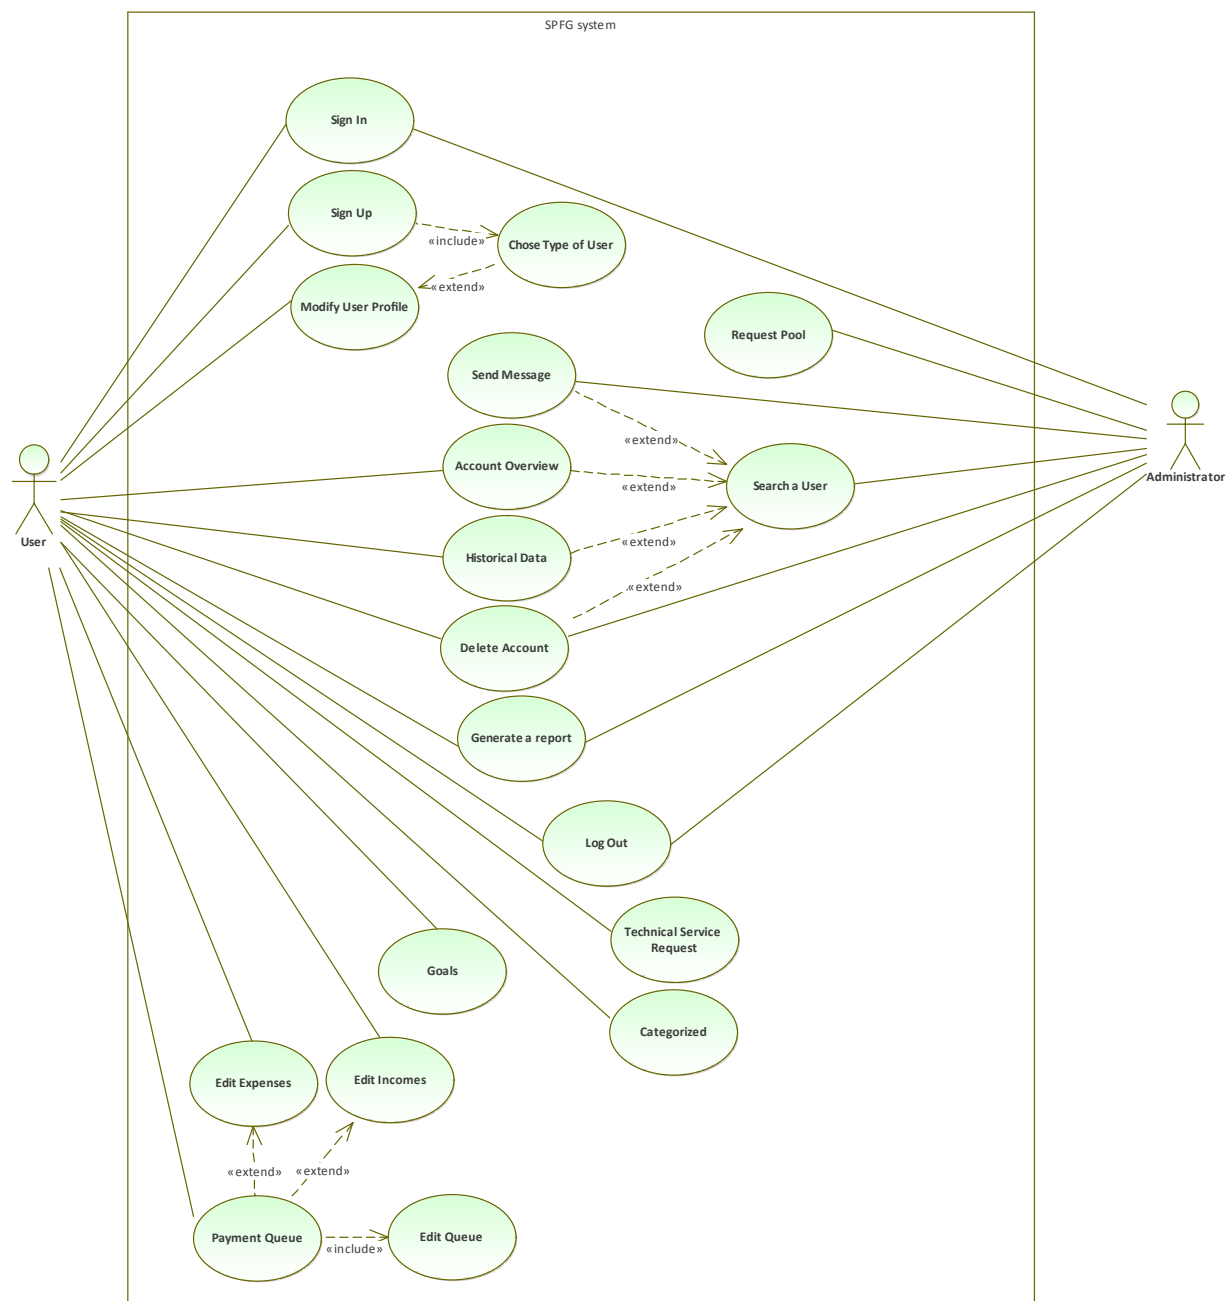 SPFG system
Sign In
Sign Up
«include»
Chose Type of User
«extend»
Modify User Profile
Request Pool
Send Message
«extend»
Account Overview
«extend»
Search a User
Administrator
User
Historical Data
«extend»
«extend»
Delete Account
Generate a report
Log Out
Technical Service
Request
Goals
Categorized
Edit Expenses
Edit Incomes
«extend»
«extend»
Payment Queue
«include»
Edit Queue